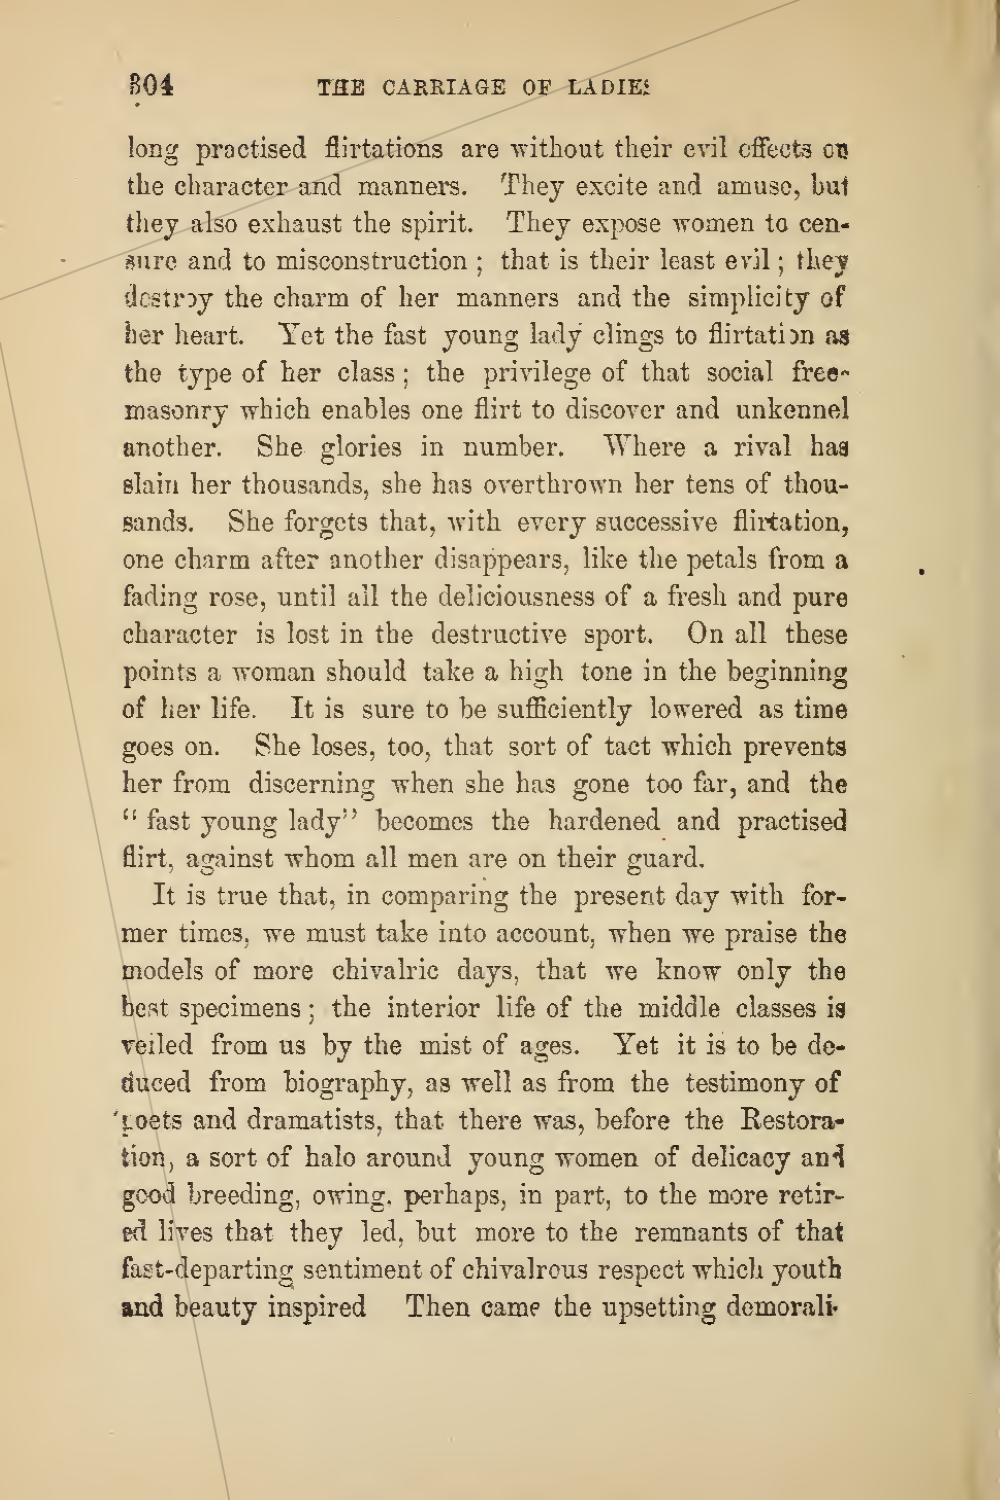 304 THE CARRIAGE OF LADIES
long practised flirtations are without their evil effects on
the character and manners. They excite and amuse, but
they also exhaust the spirit. They expose women to cen-
sure and to misconstruction; that is their least evil; they
destroy the charm of her manners and the simplicity of
her heart. Yet the fast young lady clings to flirtation as
the type of her class; the privilege of that social free-
masonry which enables one flirt to discover and unkennel
another. She glories in number. Where a rival has
slain her thousands, she has overthrown her tens of thou-
sands. She forgets that, with every successive flirtation,
one charm after another disappears, like the petals from a
fading rose, until all the deliciousness of a fresh and pure
character is lost in the destructive sport. On all these
points a woman should take a high tone in the beginning
of her life. It is sure to be sufficiently lowered as time
goes on. She loses, too, that sort of tact which prevents
her from discerning when she has gone too far, and the
“fast young lady” becomes the hardened and practised
flirt, against whom all men are on their guard.
It is true that, in comparing the present day with for-
mer times, we must take into account, when we praise the
models of more chivalric days, that we know only the
best specimens; the interior life of the middle classes is
veiled from us by the mist of ages. Yet it is to be de-
duced from biography, as well as from the testimony of
poets and dramatists, that there was, before the Restora-
tion, a sort of halo around young women of delicacy and
good breeding, owing, perhaps, in part, to the more retir-
ed lives that they led, but more to the remnants of that
fast-departing sentiment of chivalrous respect which youth
and beauty inspired Then came the upsetting demorali-